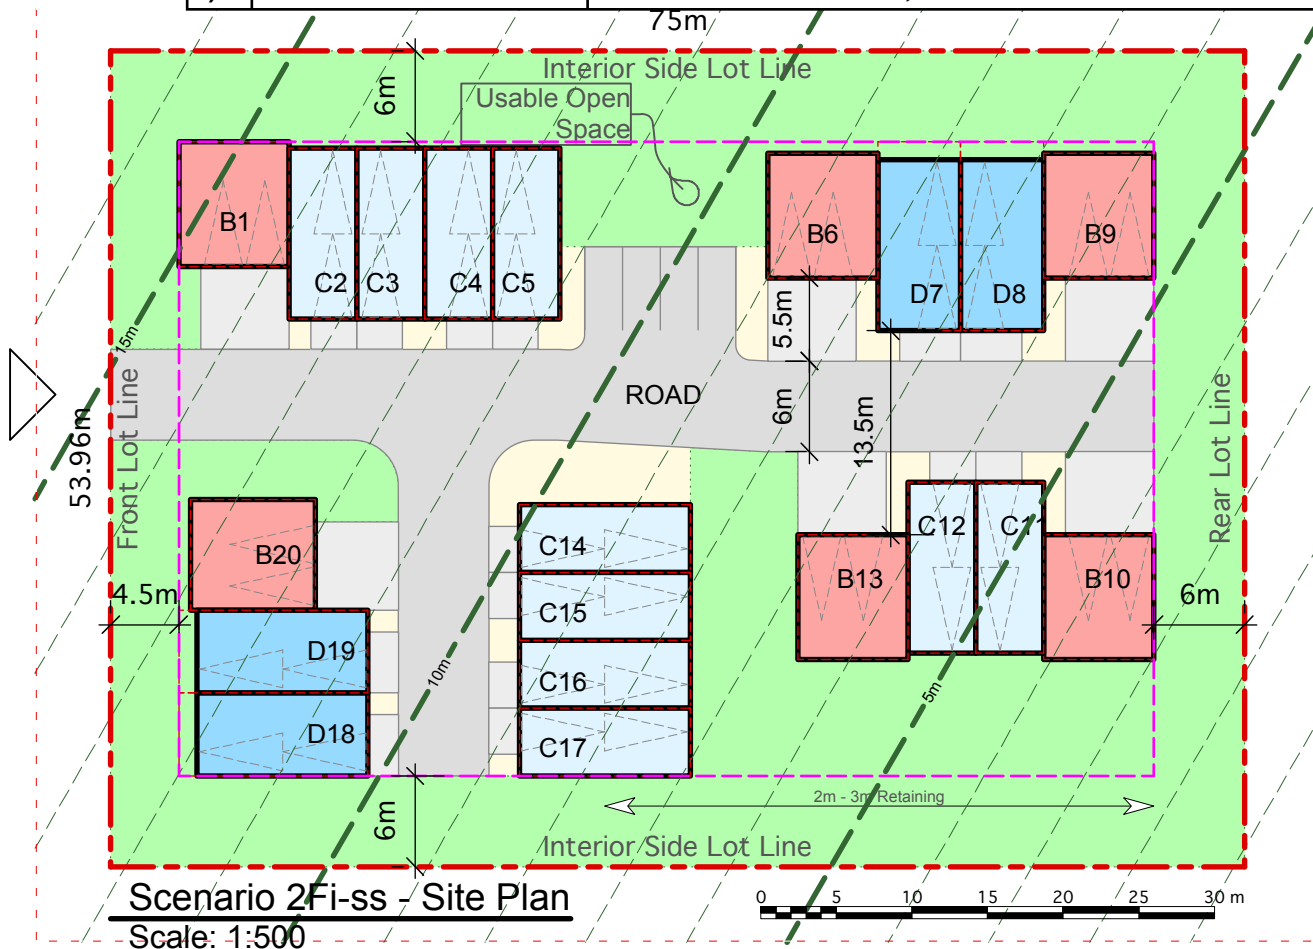 75m
Interior Side Lot Line
6m
Usable Open
Space
B1
C2
C3
C4
C5
B6
D7
D8
B9
5.5m
15m
ROAD
6m
13.5m
53.96m
Front Lot Line
Rear Lot Line
B20
C14
C12
C11
C15
B13
B10
4.5m
6m
D19
10m
C16
5m
D18
C17
2m - 3m Retaining
6m
Interior Side Lot Line
Scenario 2Fi-ss - Site Plan
Scale: 1:500
0 5 10 15 20 25 30 m